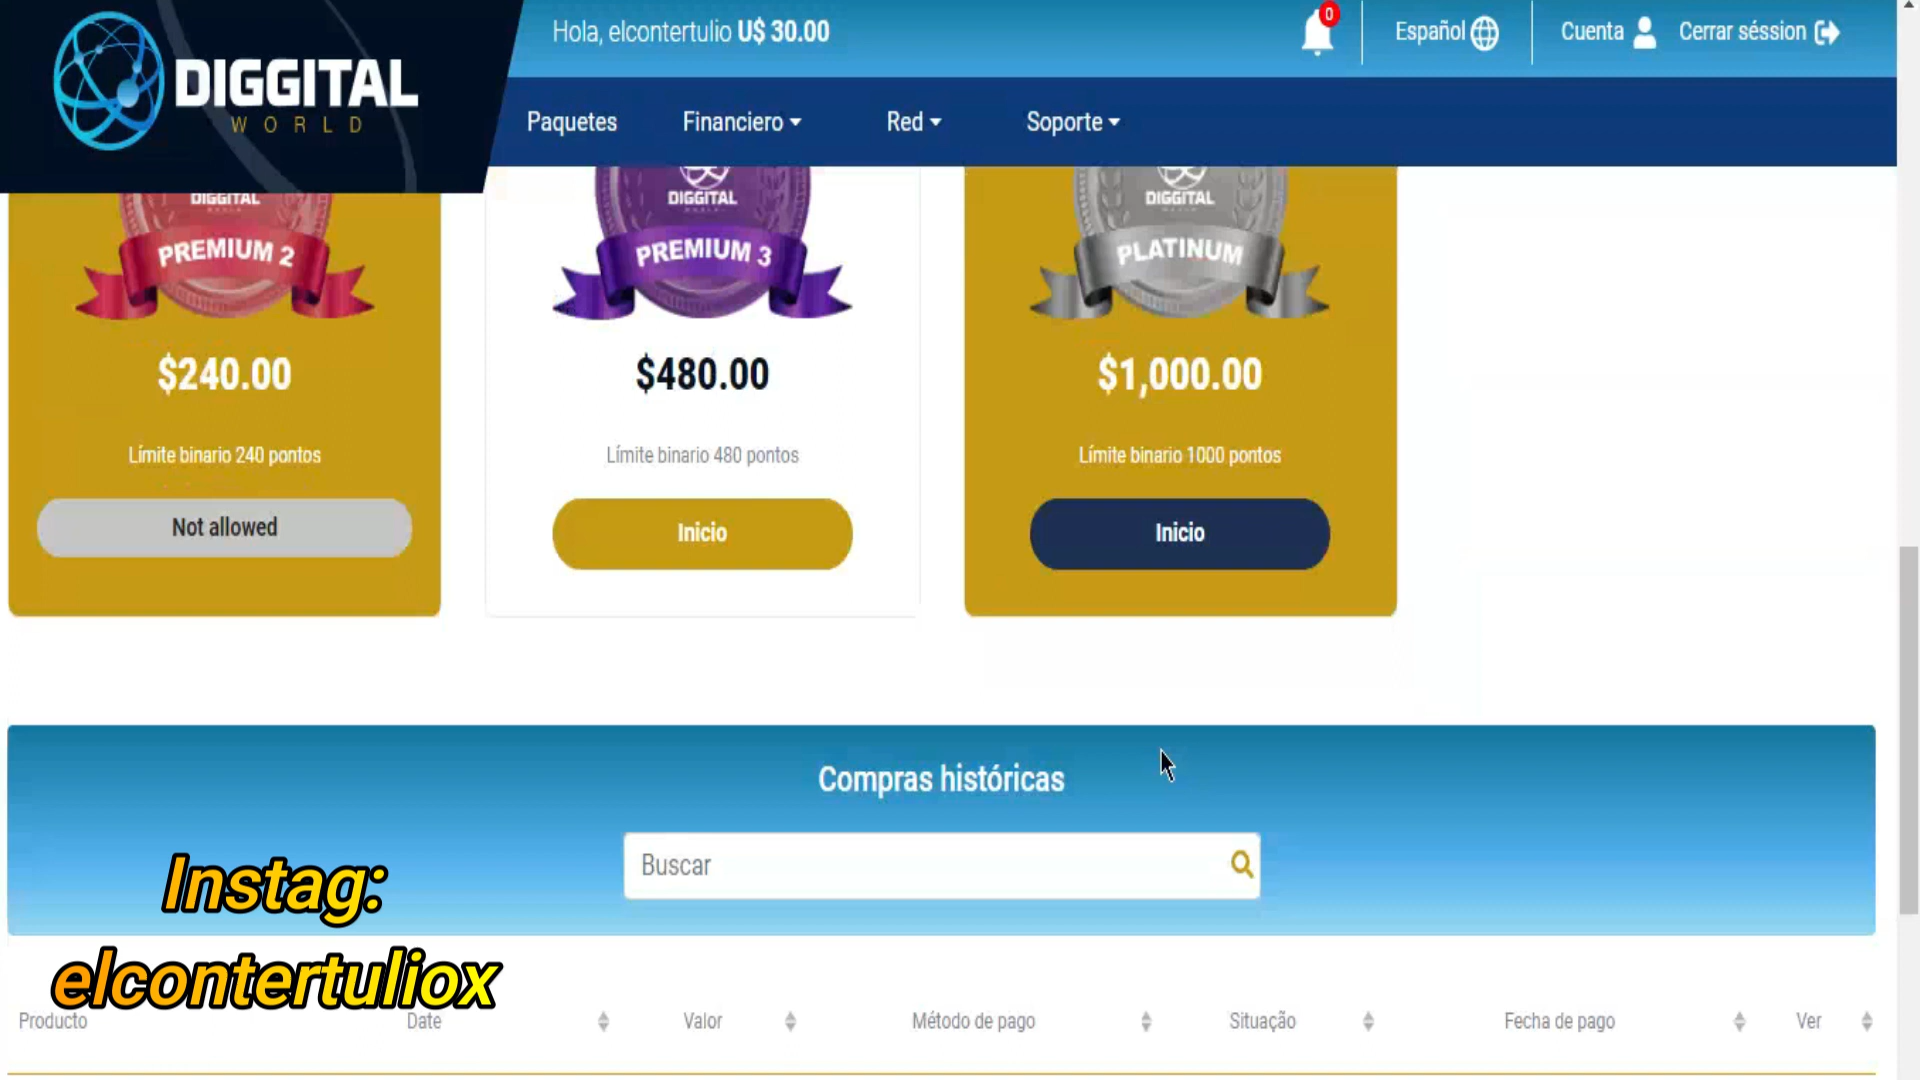 DIGGITAL
WORLD
Hola, elcontertulio U$ 30.00
0
Español
Cuenta
Cerrar séssion
Paquetes
Financiero
Red
Soporte
DIGGITAL
PREMIUM 2
$240.00
Límite binario 240 pontos
Not allowed
DIGGITAL
PREMIUM 3
$480.00
Límite binario 480 pontos
Inicio
DIGGITAL
PLATINUM
$1,000.00
Límite binario 1000 pontos
Inicio
Compras históricas
Buscar
Instag:
elcontertuliox
Producto
Date
Valor
Método de pago
Situação
Fecha de pago
Ver